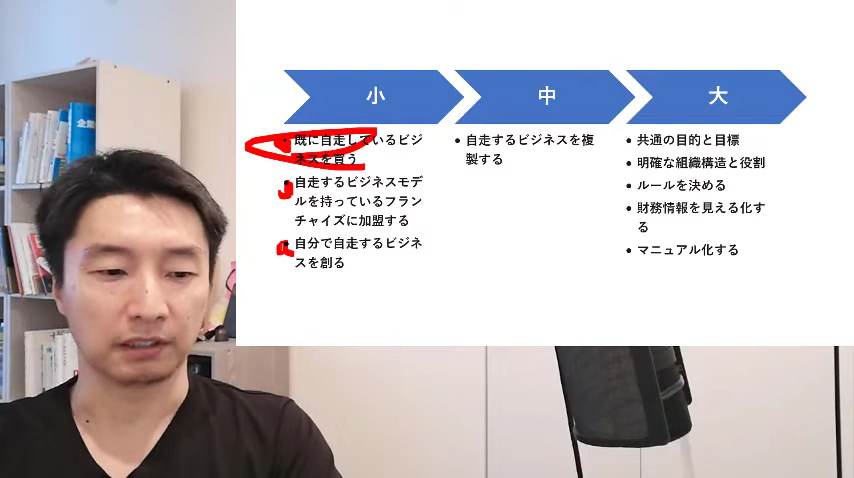 小
中
大
• 既に自走しているビジ
ネスを買う
• 自走するビジネスモデ
ルを持っているフラン
チャイズに加盟する
• 自分で自走するビジネ
スを創る
• 自走するビジネスを複
製する
• 共通の目的と目標
• 明確な組織構造と役割
• ルールを決める
• 財務情報を見える化す
る
• マニュアル化する